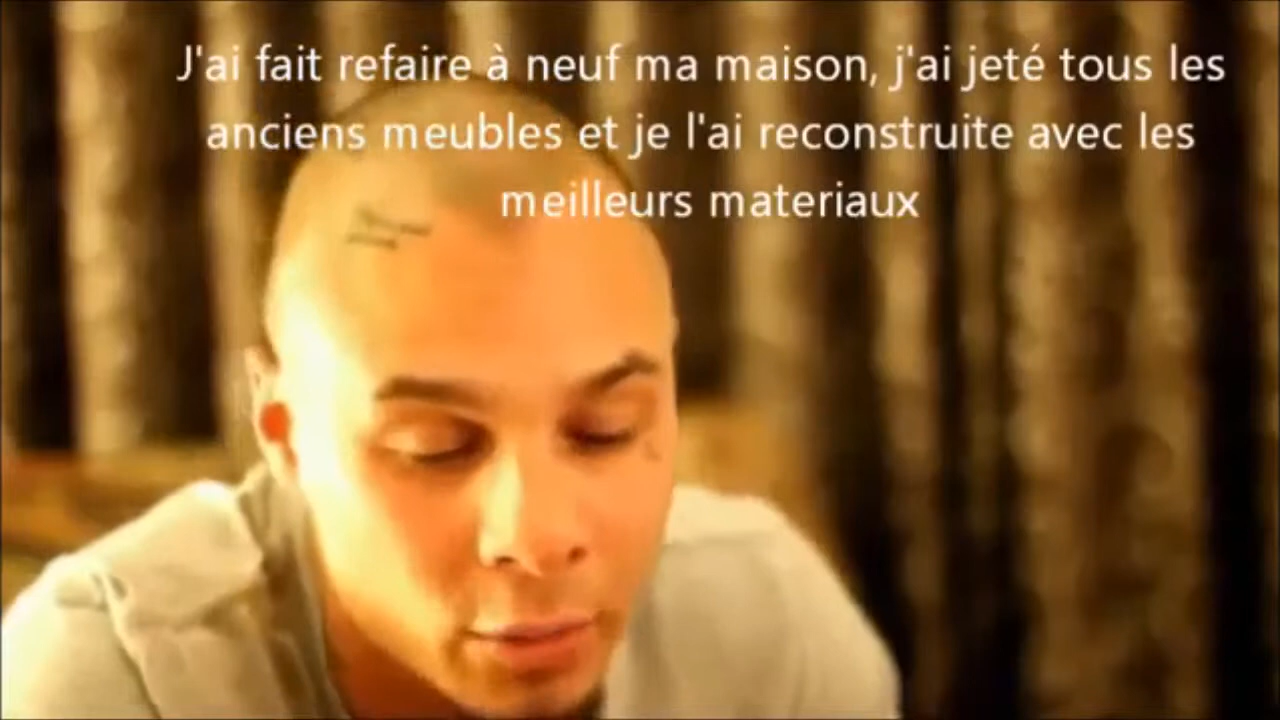 J'ai fait refaire à neuf ma maison, j'ai jeté tous les
anciens meubles et je l'ai reconstruite avec les
meilleurs materiaux